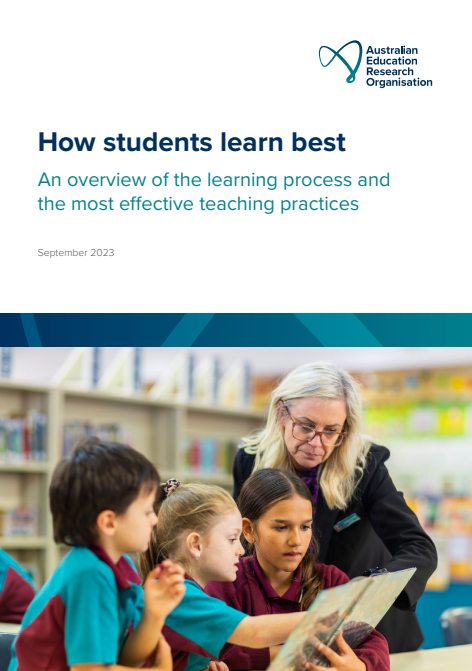 Australian
Education
Research
Organisation
How students learn best
An overview of the learning process and
the most effective teaching practices
September 2023